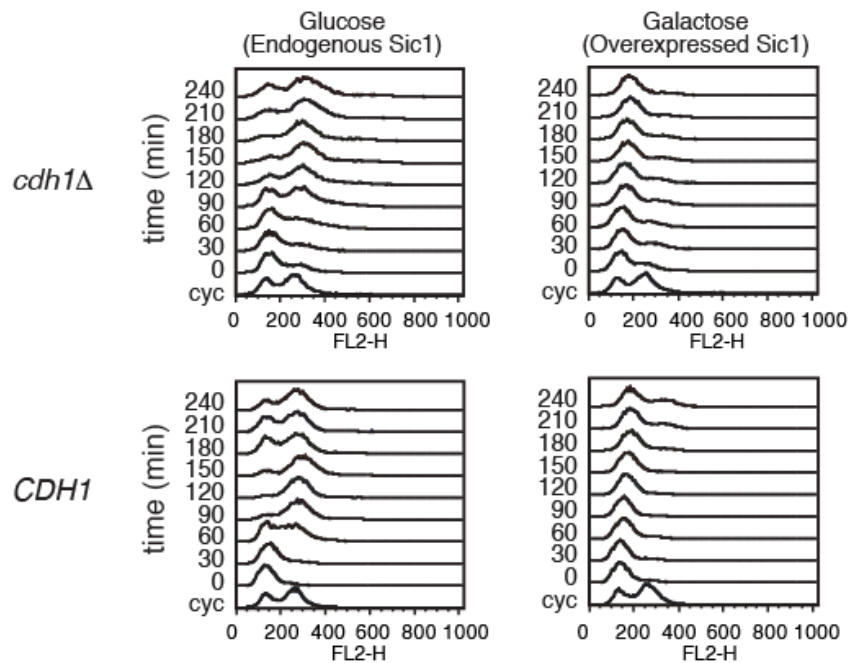 Glucose
(Endogenous Sic1)
Galactose
(Overexpressed Sic1)
cdh1Δ
time (min)
240
210
180
150
120
90
60
30
0
cyc
0 200 400 600 800 1000
FL2-H
240
210
180
150
120
90
60
30
0
cyc
0 200 400 600 800 1000
FL2-H
CDH1
time (min)
240
210
180
150
120
90
60
30
0
cyc
0 200 400 600 800 1000
FL2-H
240
210
180
150
120
90
60
30
0
cyc
0 200 400 600 800 1000
FL2-H